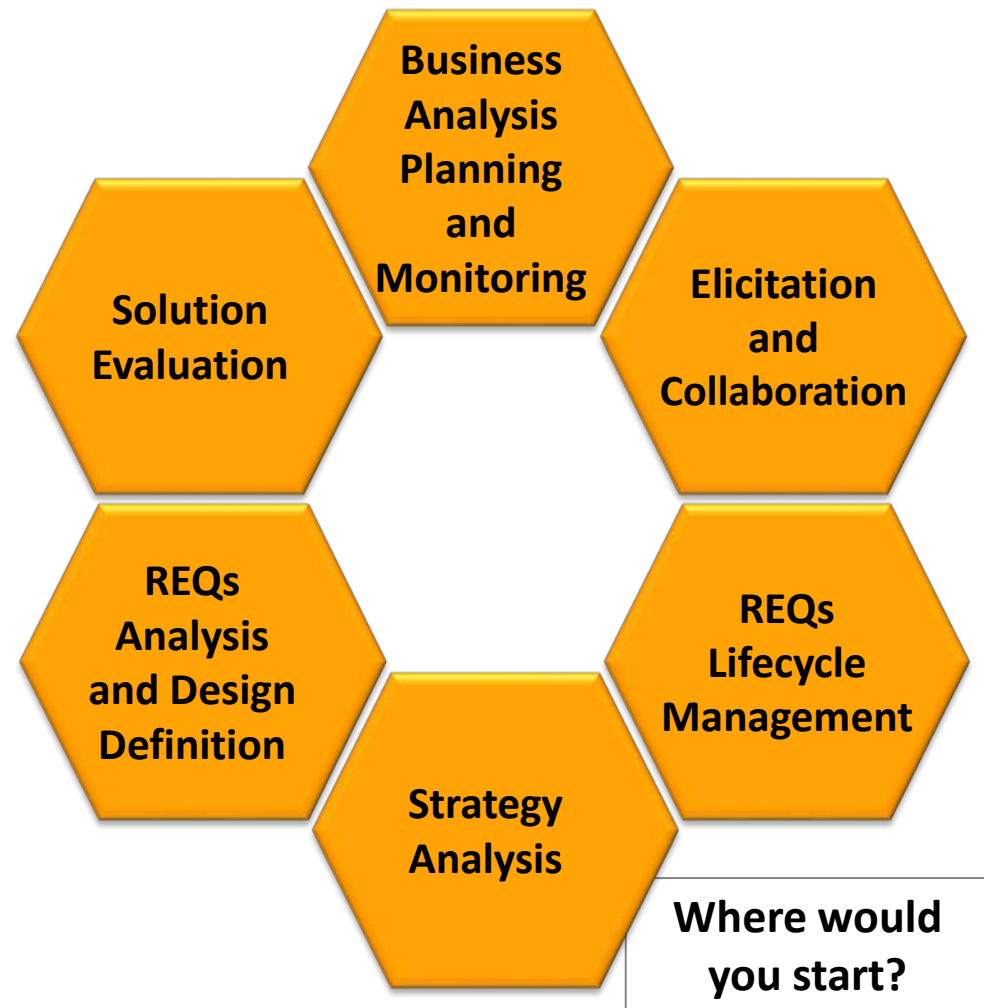 Business
Analysis
Planning
and
Monitoring
Elicitation
and
Collaboration
REQs
Lifecycle
Management
Strategy
Analysis
REQs
Analysis
and Design
Definition
Solution
Evaluation
Where would
you start?